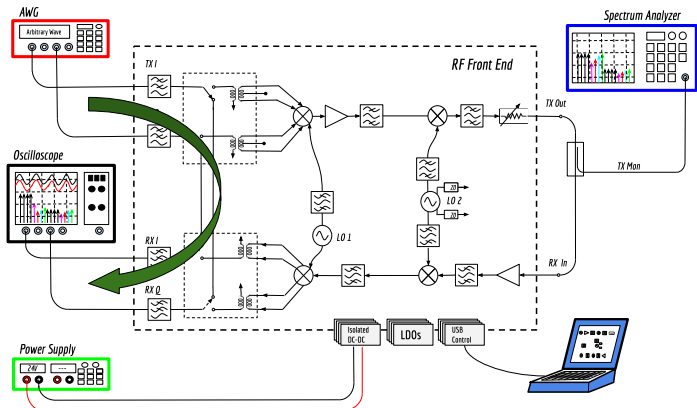 AWG
Arbitrary Wave
Spectrum Analyzer
TX I
RF Front End
TX Out
TX Mon
Oscilloscope
20
LO 2
20
LO 1
RX I
RX In
RX Q
Isolated
DC-DC
LDOs
USB
Control
Power Supply
24V
---